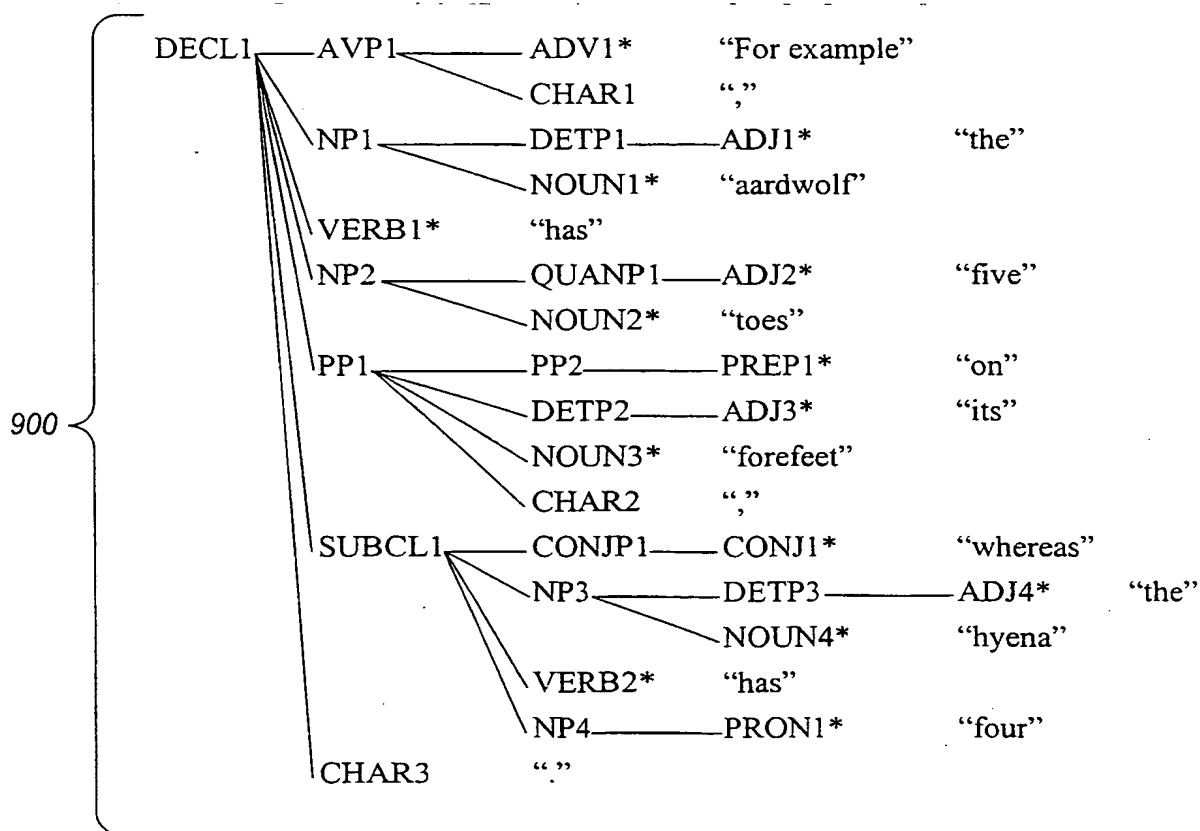 DECL1 AVP1 ADV1* “For example”
CHAR1 “,”
NP1 DETP1 ADJ1* “the”
NOUN1* “aardwolf”
VERB1* “has”
NP2 QUANP1 ADJ2* “five”
NOUN2* “toes”
PP1 PP2 PREP1* “on”
DETP2 ADJ3* “its”
900
NOUN3* “forefeet”
CHAR2 “,”
SUBCL1 CONJP1 CONJ1* “whereas”
NP3 DETP3 ADJ4* “the”
NOUN4* “hyena”
VERB2* “has”
NP4 PRON1* “four”
CHAR3 “.”